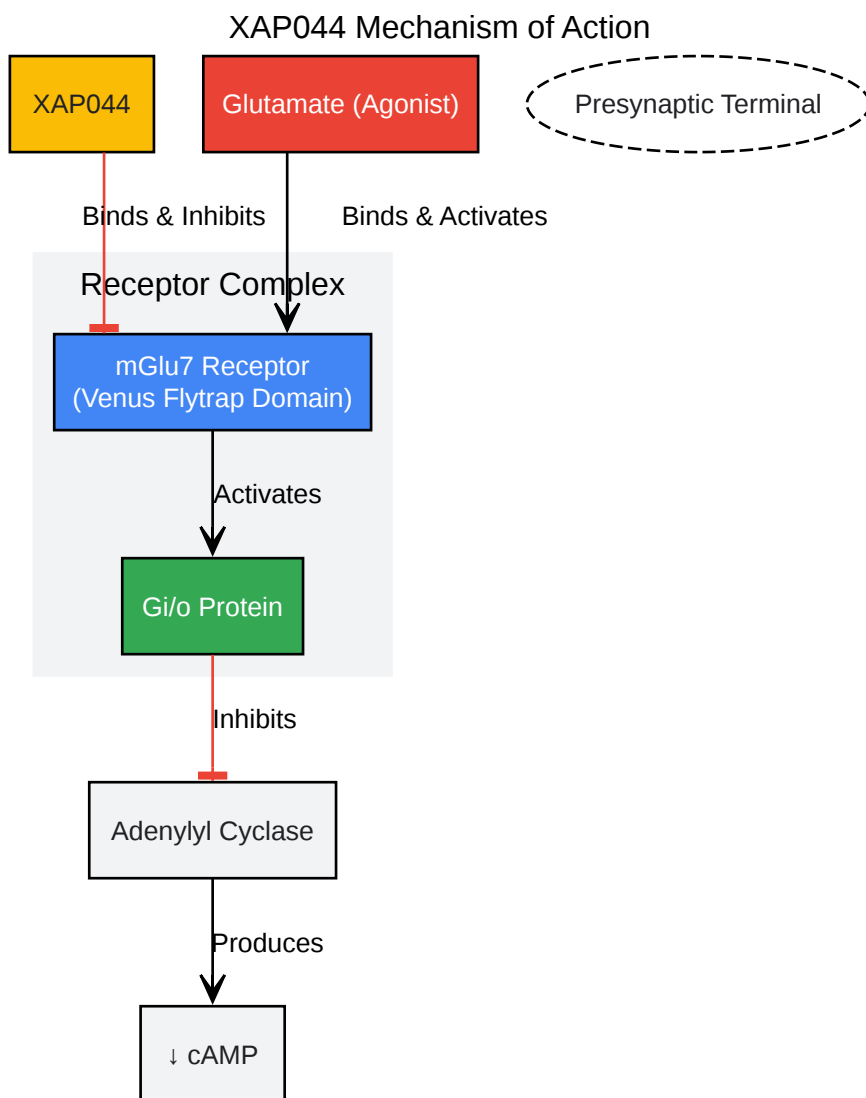 XAP044 Mechanism of Action
XAP044
Glutamate (Agonist)
Presynaptic Terminal
Binds & Inhibits
Binds & Activates
Receptor Complex
mGlu7 Receptor
(Venus Flytrap Domain)
Activates
Gi/o Protein
Inhibits
Adenylyl Cyclase
Produces
↓ cAMP